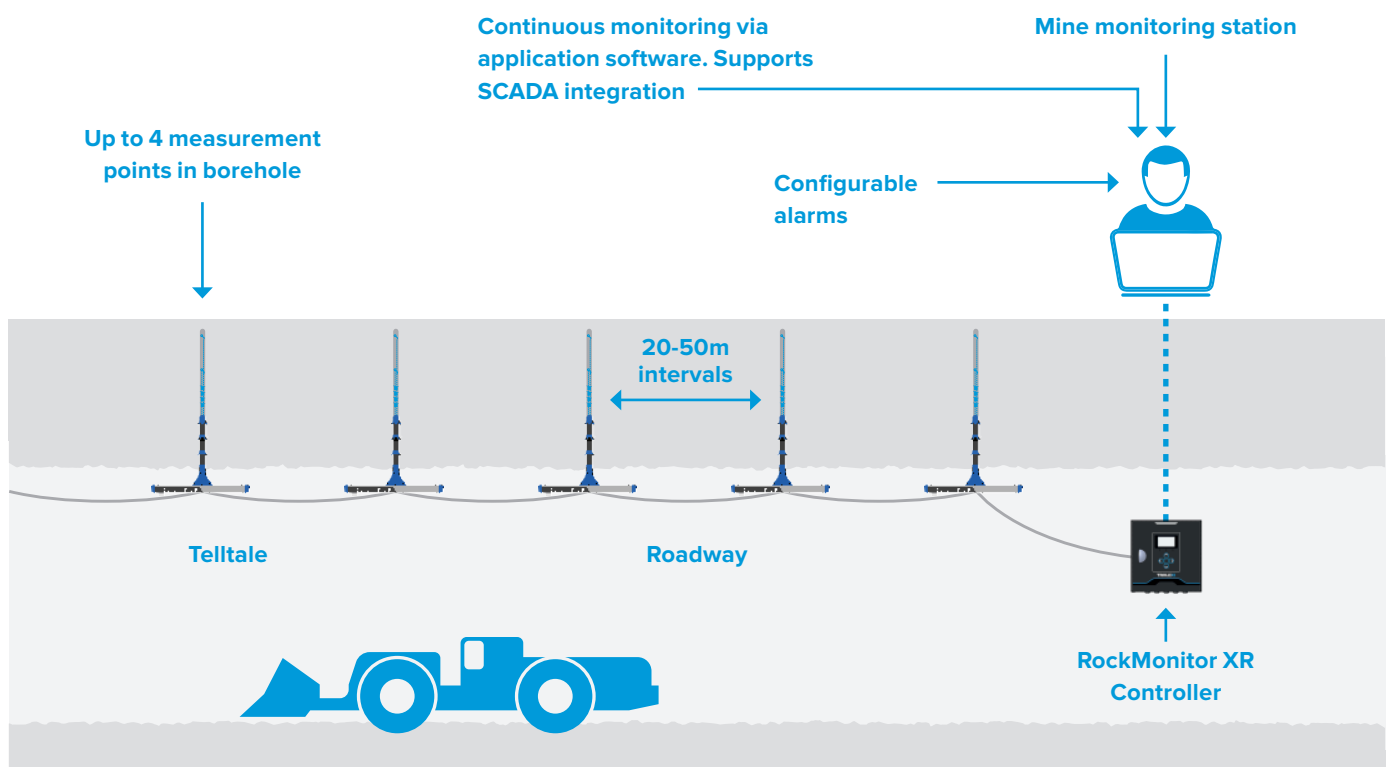 Continuous monitoring via
application software. Supports
SCADA integration
Mine monitoring station
Up to 4 measurement
points in borehole
Configurable
alarms
20-50m
intervals
Telltale
Roadway
RockMonitor XR
Controller